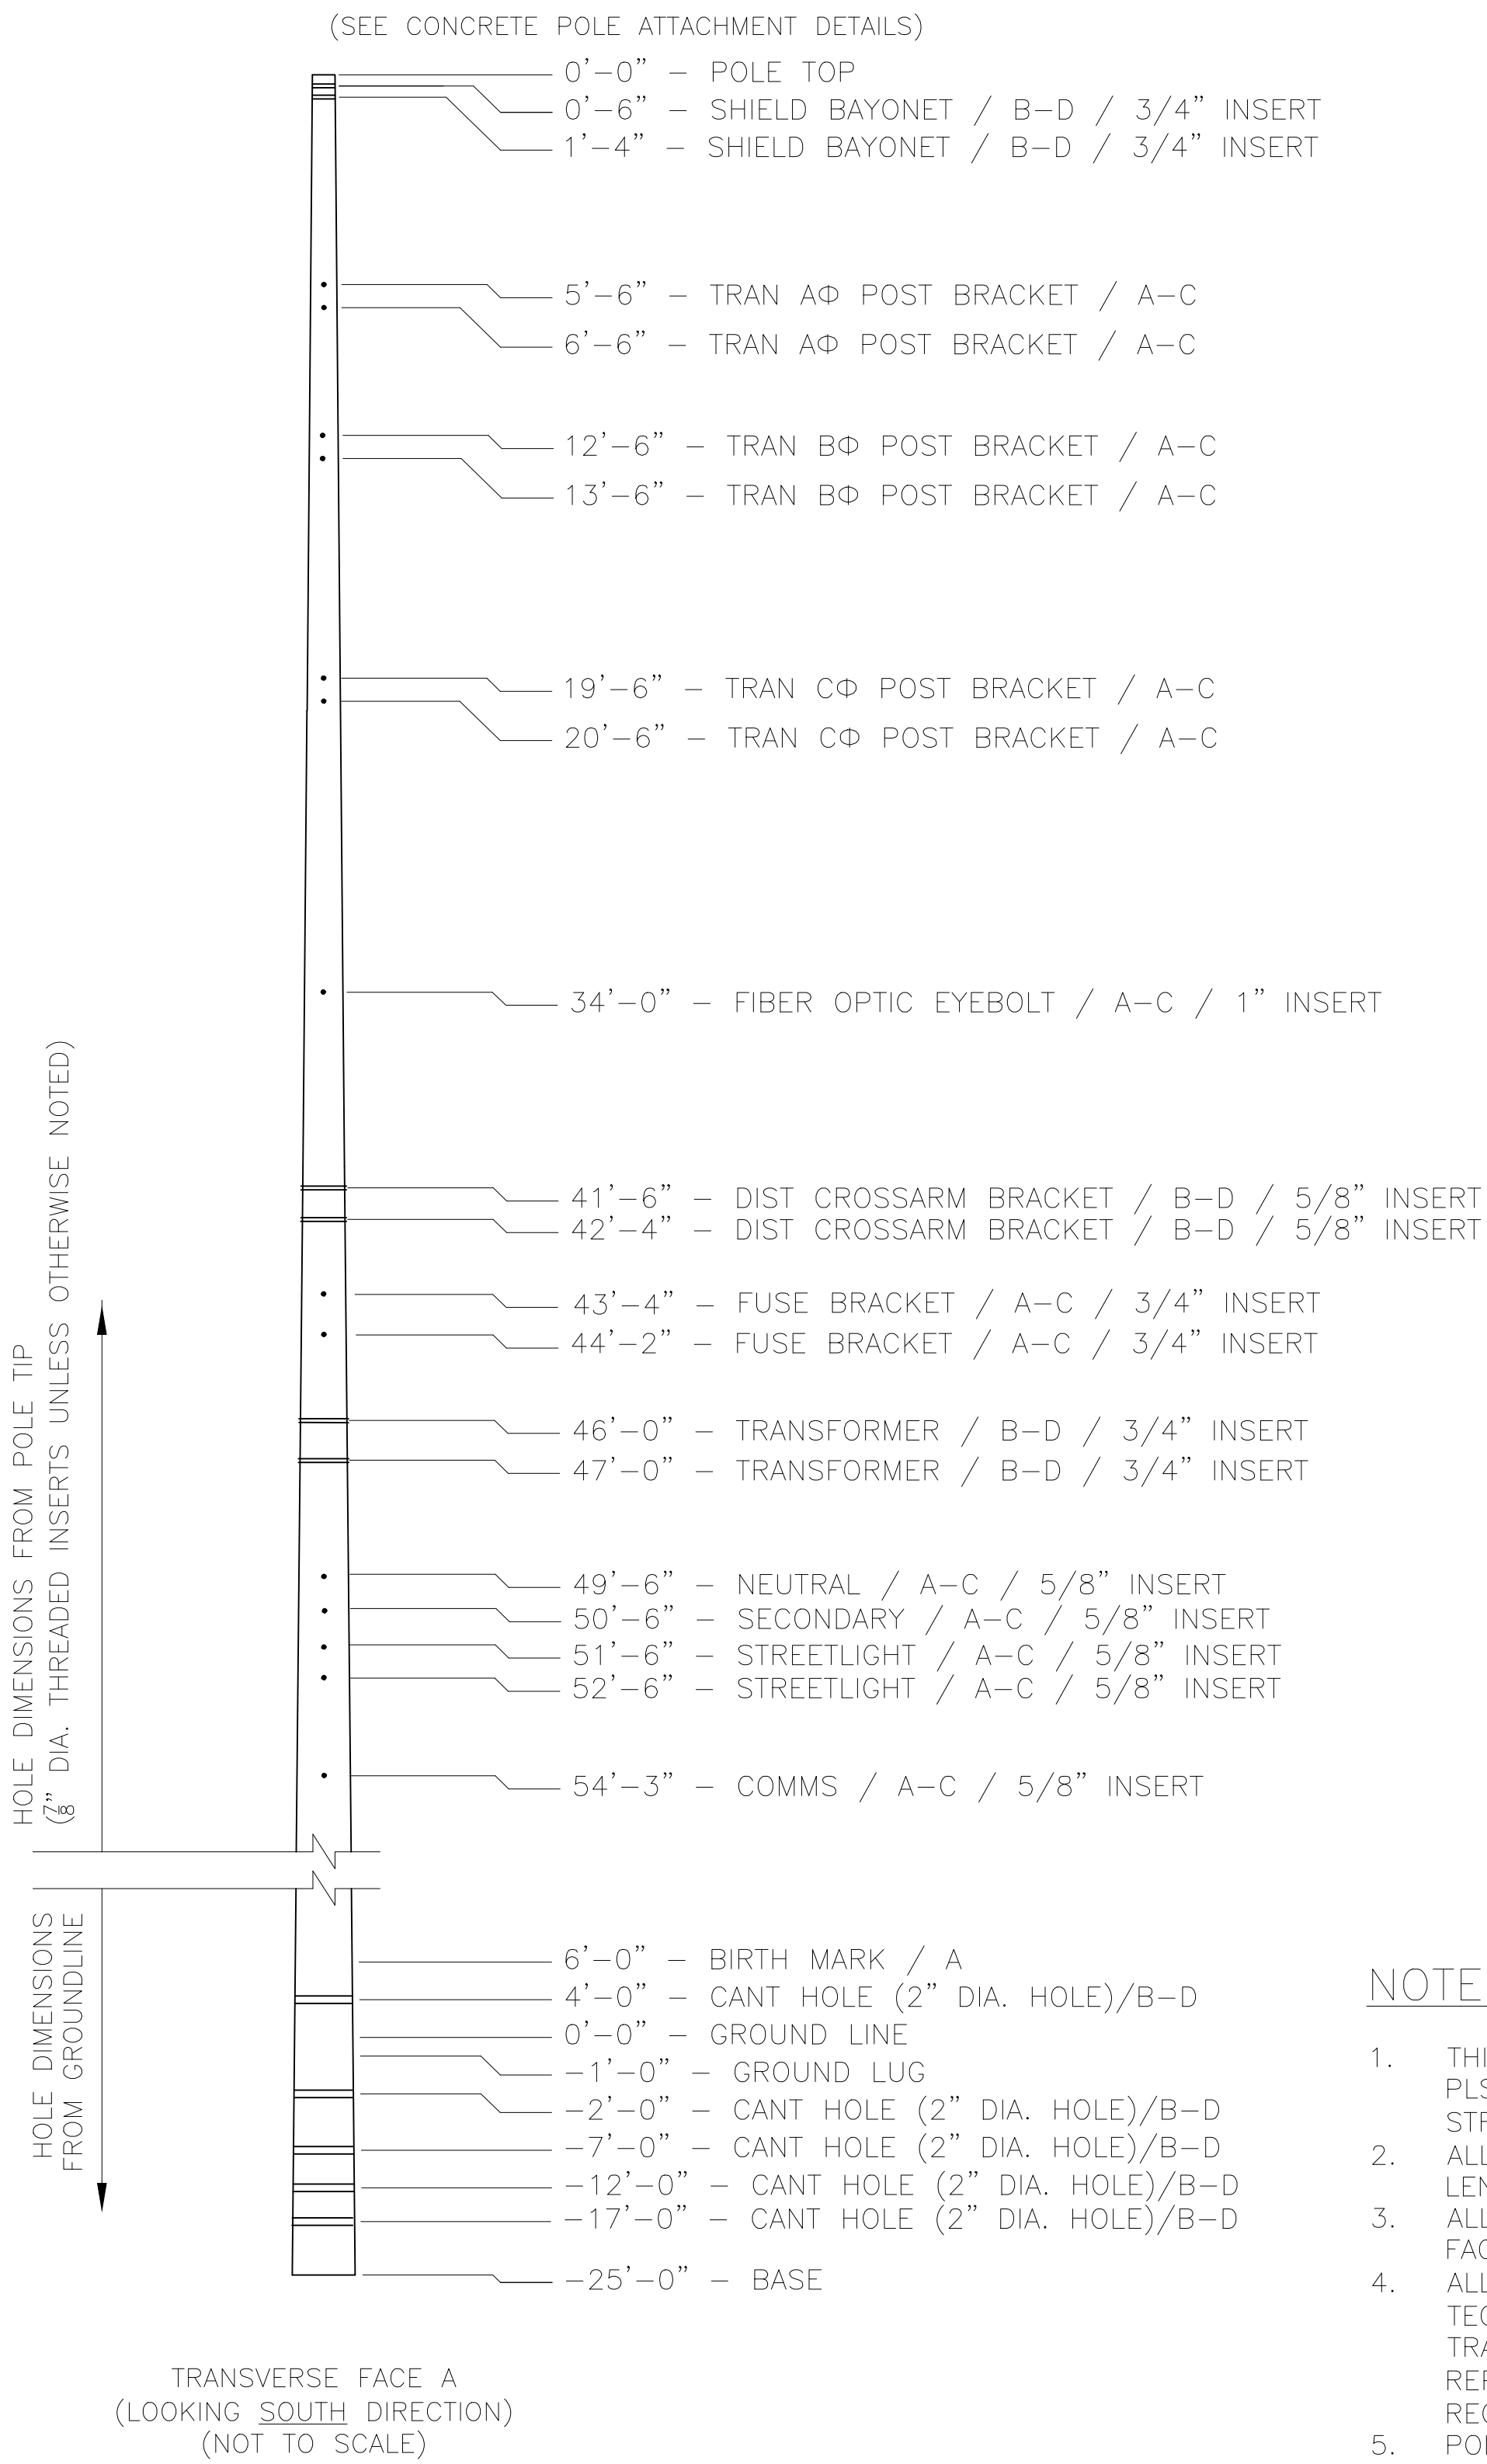 (SEE CONCRETE POLE ATTACHMENT DETAILS)
0'-0" - POLE TOP
0'-6" - SHIELD BAYONET / B-D / 3/4" INSERT
1'-4" - SHIELD BAYONET / B-D / 3/4" INSERT
5'-6" - TRAN AΦ POST BRACKET / A-C
6'-6" - TRAN AΦ POST BRACKET / A-C
12'-6" - TRAN BΦ POST BRACKET / A-C
13'-6" - TRAN BΦ POST BRACKET / A-C
19'-6" - TRAN CΦ POST BRACKET / A-C
20'-6" - TRAN CΦ POST BRACKET / A-C
34'-0" - FIBER OPTIC EYEBOLT / A-C / 1" INSERT
41'-6" - DIST CROSSARM BRACKET / B-D / 5/8" INSERT
42'-4" - DIST CROSSARM BRACKET / B-D / 5/8" INSERT
43'-4" - FUSE BRACKET / A-C / 3/4" INSERT
44'-2" - FUSE BRACKET / A-C / 3/4" INSERT
46'-0" - TRANSFORMER / B-D / 3/4" INSERT
47'-0" - TRANSFORMER / B-D / 3/4" INSERT
49'-6" - NEUTRAL / A-C / 5/8" INSERT
50'-6" - SECONDARY / A-C / 5/8" INSERT
51'-6" - STREETLIGHT / A-C / 5/8" INSERT
52'-6" - STREETLIGHT / A-C / 5/8" INSERT
54'-3" - COMMS / A-C / 5/8" INSERT
HOLE DIMENSIONS FROM POLE TIP
(7/8" DIA. THREADED INSERTS UNLESS OTHERWISE NOTED)
HOLE DIMENSIONS
FROM GROUNDLINE
6'-0" - BIRTH MARK / A
4'-0" - CANT HOLE (2" DIA. HOLE)/B-D
0'-0" - GROUND LINE
-1'-0" - GROUND LUG
-2'-0" - CANT HOLE (2" DIA. HOLE)/B-D
-7'-0" - CANT HOLE (2" DIA. HOLE)/B-D
-12'-0" - CANT HOLE (2" DIA. HOLE)/B-D
-17'-0" - CANT HOLE (2" DIA. HOLE)/B-D
-25'-0" - BASE
TRANSVERSE FACE A
(LOOKING SOUTH DIRECTION)
(NOT TO SCALE)
NOTE
1.
2. ALL
3. ALL
4. ALL
5.